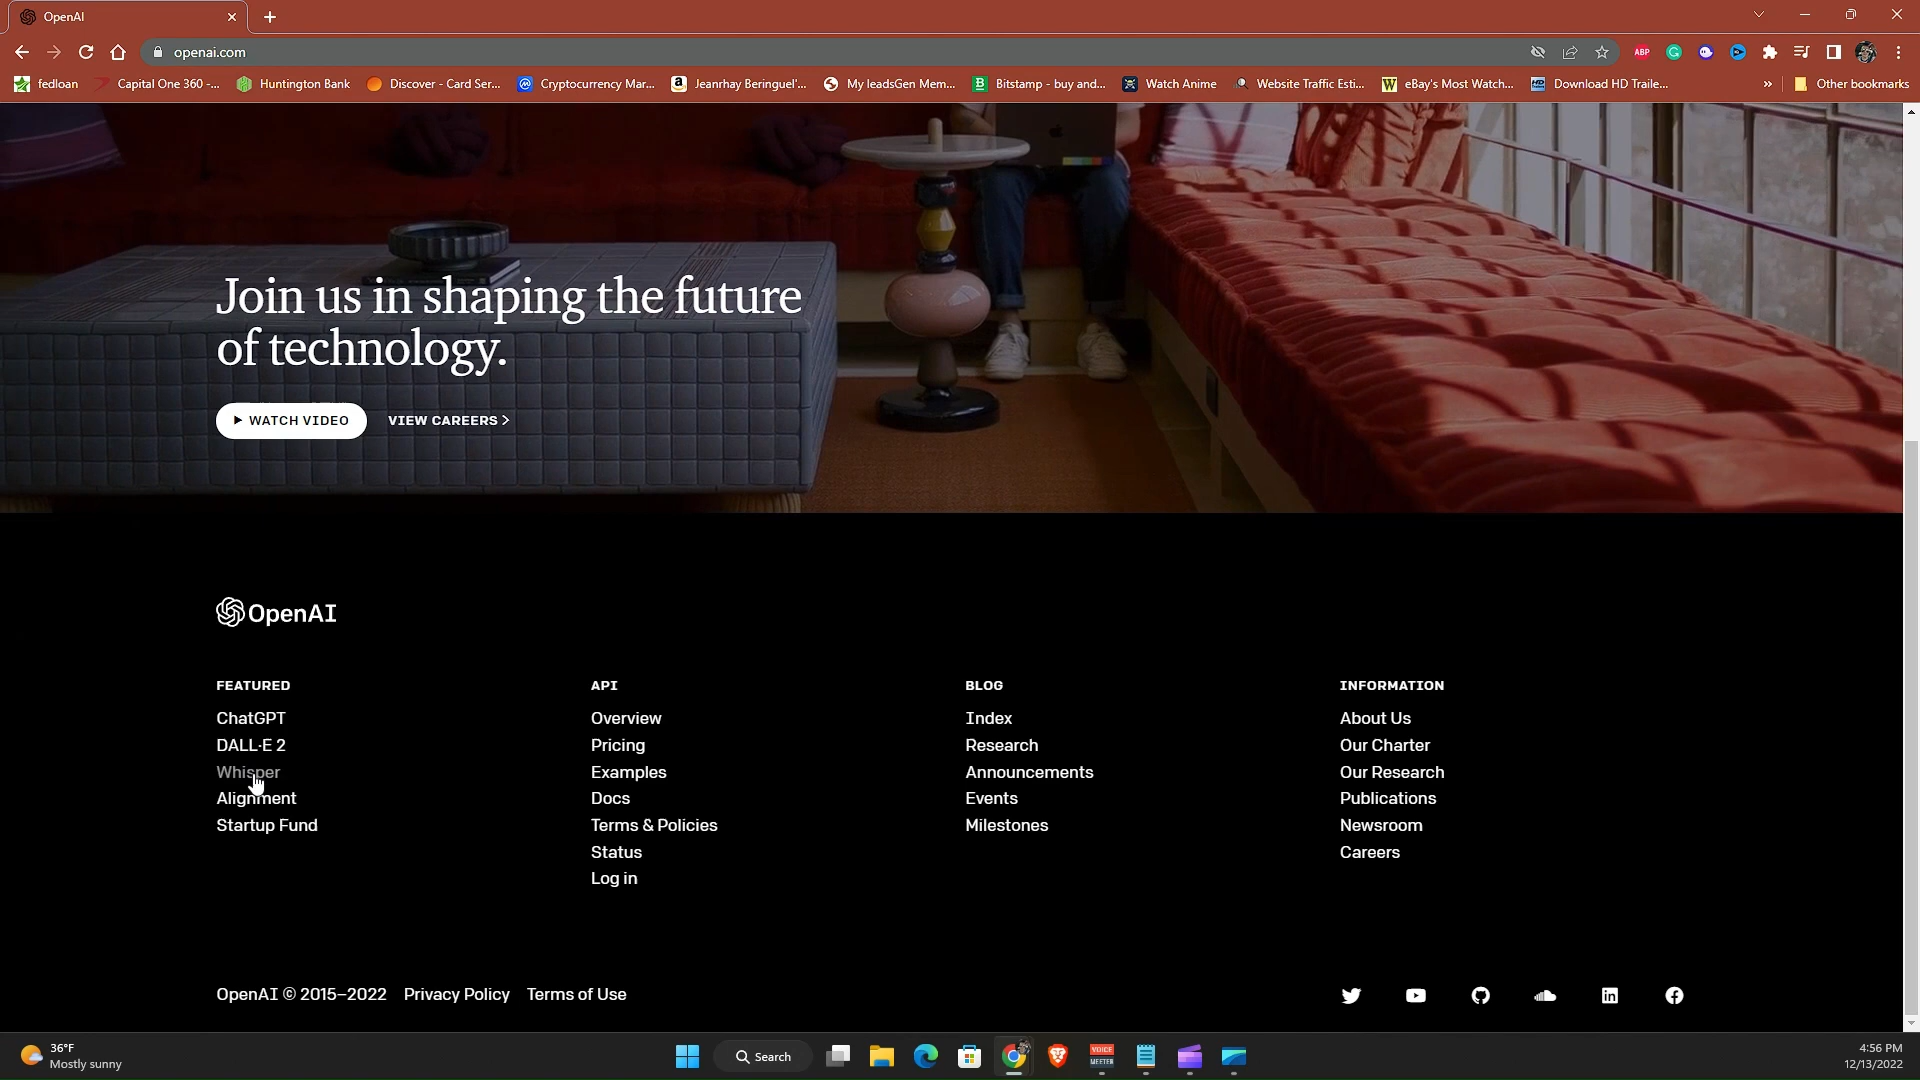 OpenAI
openai.com
ABP
fedloan
Capital One 360 -...
Huntington Bank
Discover - Card Ser...
Cryptocurrency Mar...
Jeanrhay Beringuel'...
My leadsGen Mem...
Bitstamp - buy and...
Watch Anime
Website Traffic Esti...
eBay's Most Watch...
Download HD Traile...
»
Other bookmarks
Join us in shaping the future
of technology.
WATCH VIDEO
VIEW CAREERS >
OpenAI
FEATURED
ChatGPT
DALL·E 2
Whisper
Alignment
Startup Fund
API
Overview
Pricing
Examples
Docs
Terms & Policies
Status
Log in
BLOG
Index
Research
Announcements
Events
Milestones
INFORMATION
About Us
Our Charter
Our Research
Publications
Newsroom
Careers
OpenAI © 2015–2022 Privacy Policy Terms of Use
36°F
Mostly sunny
Search
VOICE
MEETER
4:56 PM
12/13/2022